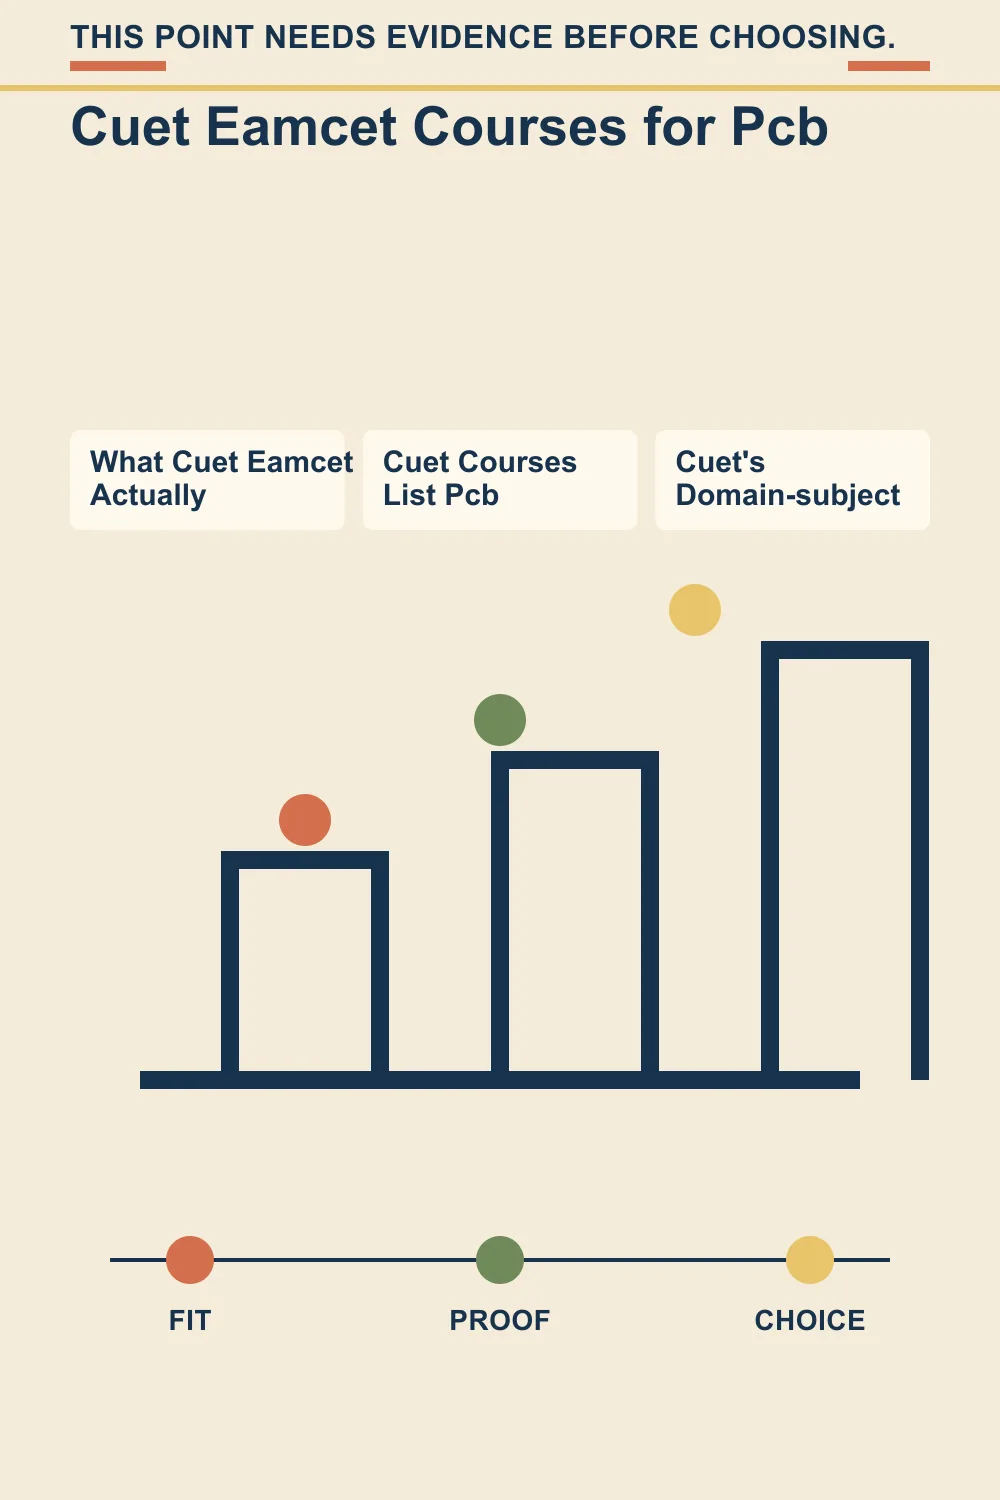 THIS POINT NEEDS EVIDENCE BEFORE CHOOSING.
Cuet Eamcet Courses for Pcb
What Cuet Eamcet
Actually
Cuet Courses
List Pcb
Cuet's
Domain-subject
FIT
PROOF
CHOICE